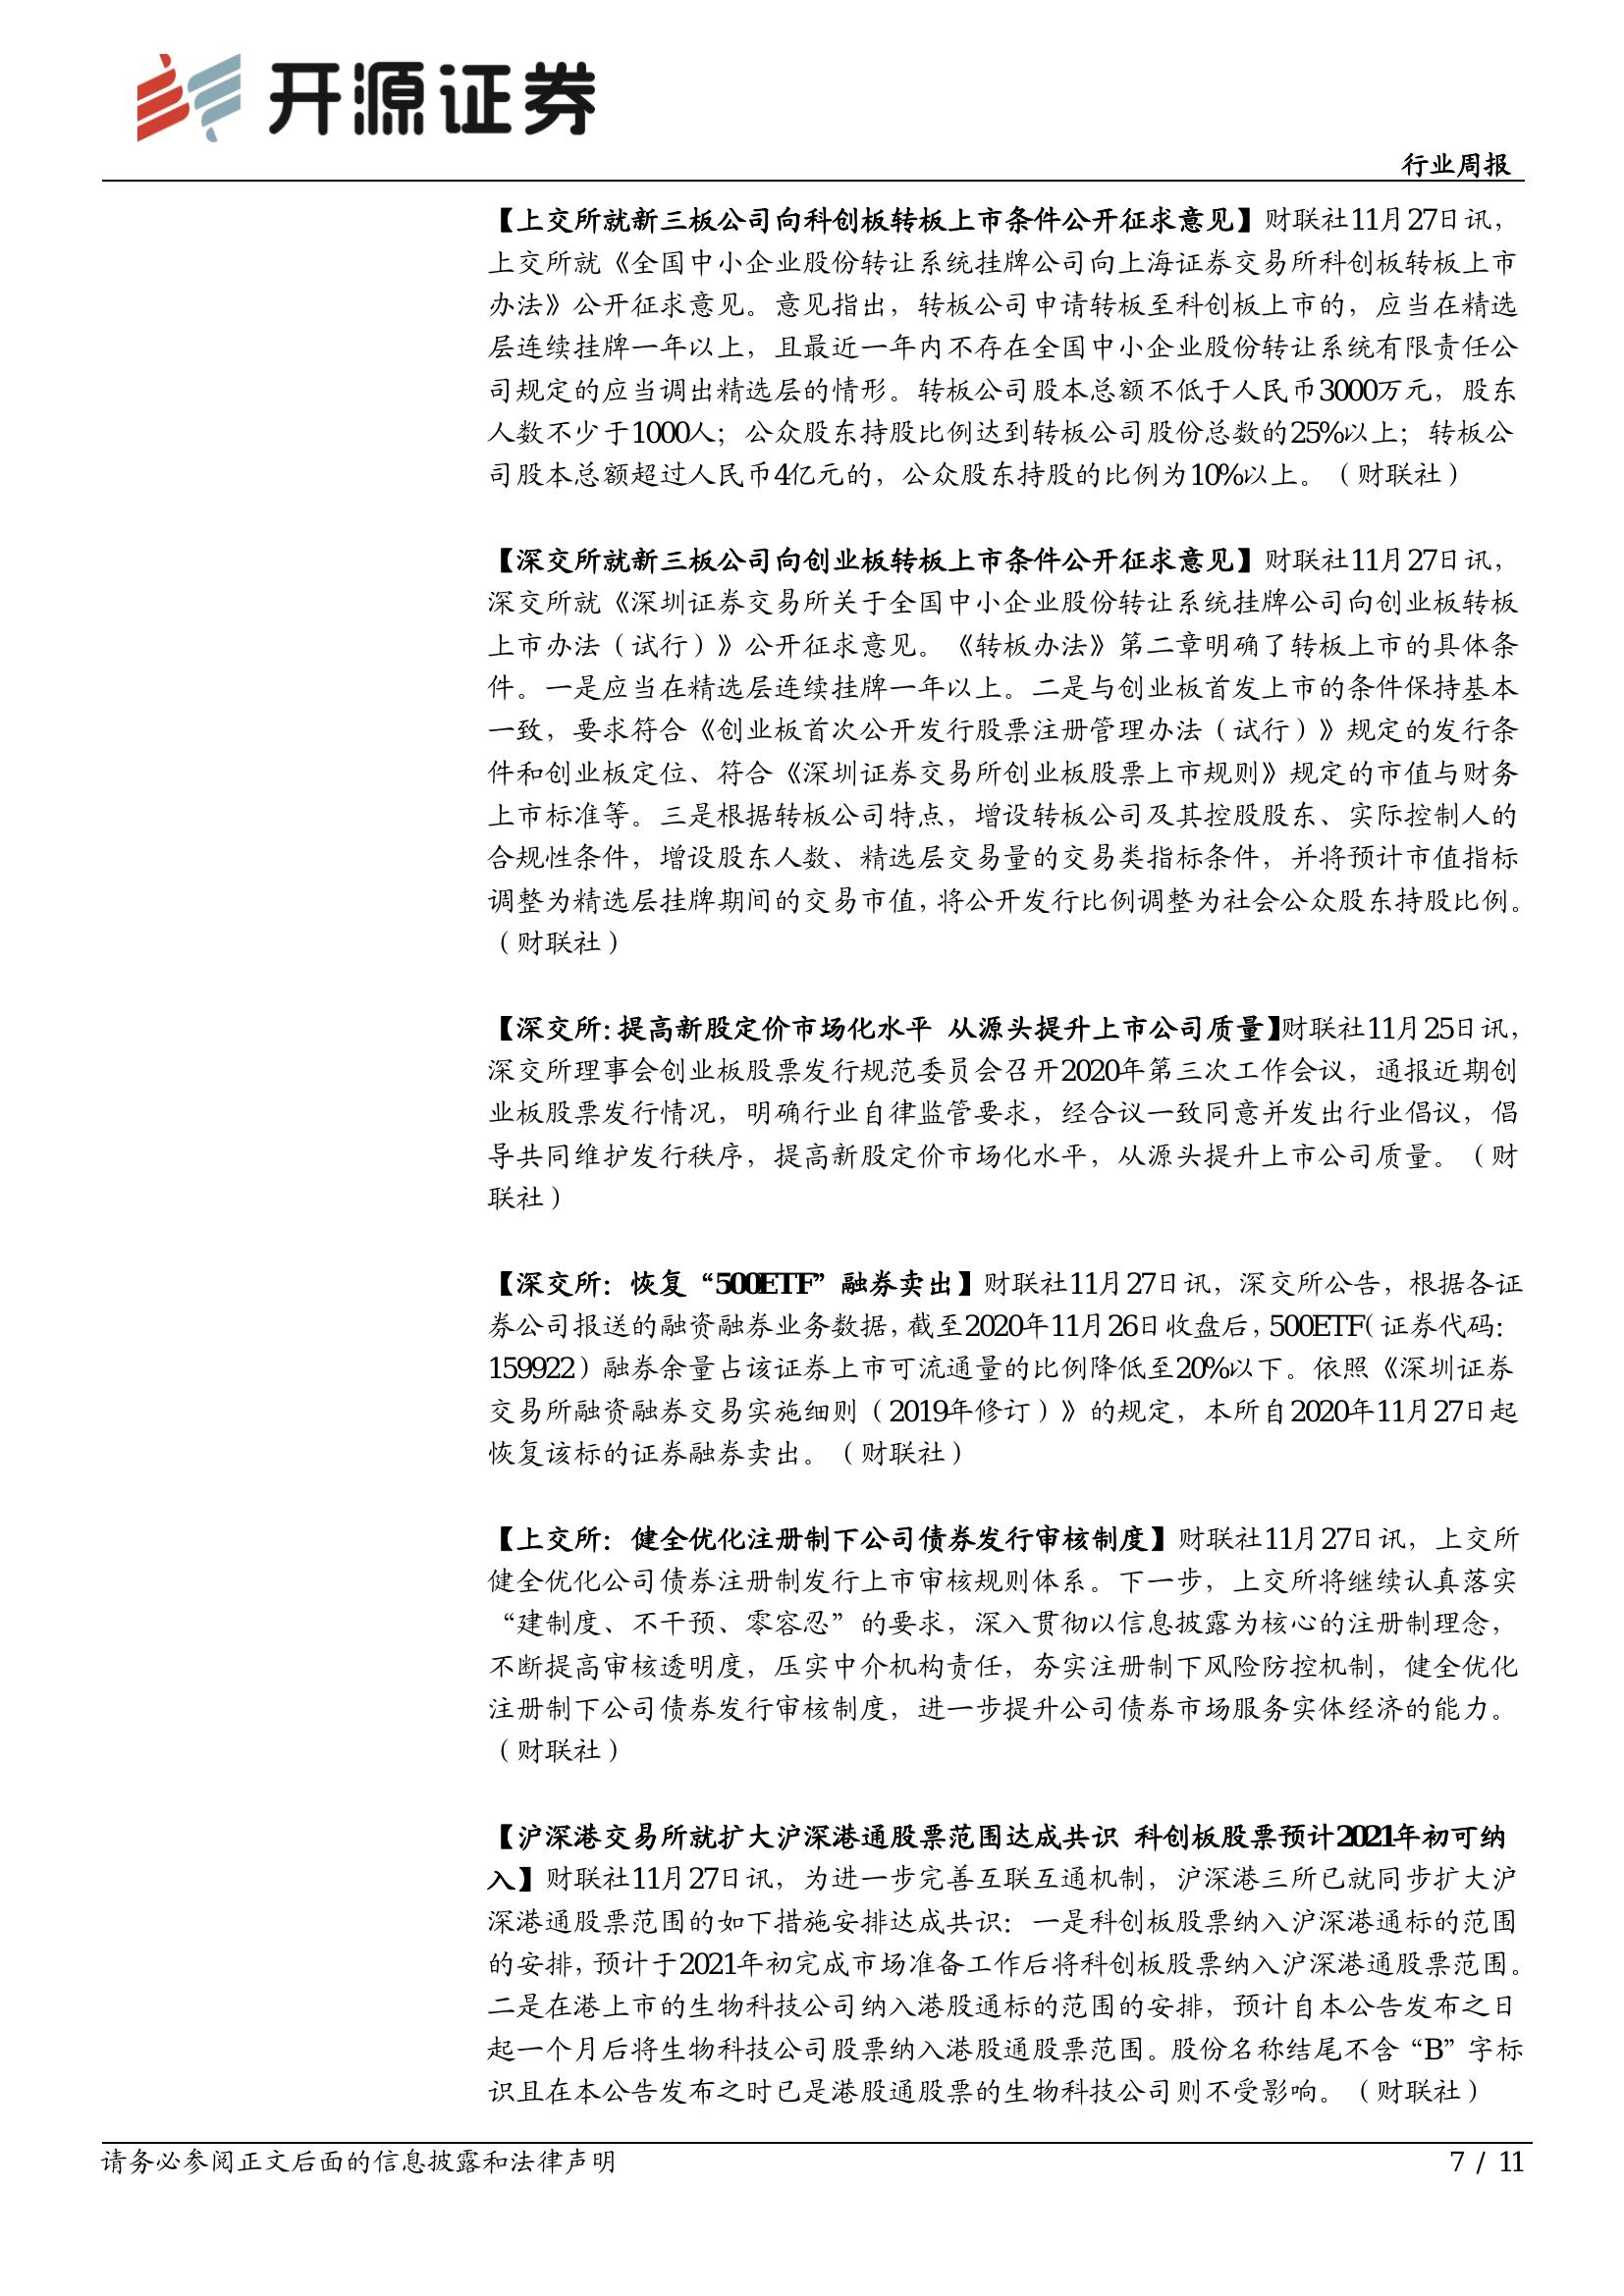 开源证券
行业周报
【上交所就新三板公司向科创板转板上市条件公开征求意见】财联社11月27日讯，
上交所就《全国中小企业股份转让系统挂牌公司向上海证券交易所科创板转板上市
办法》公开征求意见。意见指出，转板公司申请转板至科创板上市的，应当在精选
层连续挂牌一年以上，且最近一年内不存在全国中小企业股份转让系统有限责任公
司规定的应当调出精选层的情形。转板公司股本总额不低于人民币3000万元，股东
人数不少于1000人；公众股东持股比例达到转板公司股份总数的25%以上；转板公
司股本总额超过人民币4亿元的，公众股东持股的比例为10%以上。（财联社）
【深交所就新三板公司向创业板转板上市条件公开征求意见】财联社11月27日讯，
深交所就《深圳证券交易所关于全国中小企业股份转让系统挂牌公司向创业板转板
上市办法（试行）》公开征求意见。《转板办法》第二章明确了转板上市的具体条
件。一是应当在精选层连续挂牌一年以上。二是与创业板首发上市的条件保持基本
一致，要求符合《创业板首次公开发行股票注册管理办法（试行）》规定的发行条
件和创业板定位、符合《深圳证券交易所创业板股票上市规则》规定的市值与财务
上市标准等。三是根据转板公司特点，增设转板公司及其控股股东、实际控制人的
合规性条件，增设股东人数、精选层交易量的交易类指标条件，并将预计市值指标
调整为精选层挂牌期间的交易市值，将公开发行比例调整为社会公众股东持股比例。
（财联社）
【深交所：提高新股定价市场化水平 从源头提升上市公司质量】财联社11月25日讯，
深交所理事会创业板股票发行规范委员会召开2020年第三次工作会议，通报近期创
业板股票发行情况，明确行业自律监管要求，经合议一致同意并发出行业倡议，倡
导共同维护发行秩序，提高新股定价市场化水平，从源头提升上市公司质量。（财
联社）
【深交所：恢复“500ETF”融券卖出】财联社11月27日讯，深交所公告，根据各证
券公司报送的融资融券业务数据，截至2020年11月26日收盘后，500ETF（证券代码：
159922）融券余量占该证券上市可流通量的比例降低至20%以下。依照《深圳证券
交易所融资融券交易实施细则（2019年修订）》的规定，本所自2020年11月27日起
恢复该标的证券融券卖出。（财联社）
【上交所：健全优化注册制下公司债券发行审核制度】财联社11月27日讯，上交所
健全优化公司债券注册制发行上市审核规则体系。下一步，上交所将继续认真落实
“建制度、不干预、零容忍”的要求，深入贯彻以信息披露为核心的注册制理念，
不断提高审核透明度，压实中介机构责任，夯实注册制下风险防控机制，健全优化
注册制下公司债券发行审核制度，进一步提升公司债券市场服务实体经济的能力。
（财联社）
【沪深港交易所就扩大沪深港通股票范围达成共识 科创板股票预计2021年初可纳
入】财联社11月27日讯，为进一步完善互联互通机制，沪深港三所已就同步扩大沪
深港通股票范围的如下措施安排达成共识：一是科创板股票纳入沪深港通标的范围
的安排，预计于2021年初完成市场准备工作后将科创板股票纳入沪深港通股票范围。
二是在港上市的生物科技公司纳入港股通标的范围的安排，预计自本公告发布之日
起一个月后将生物科技公司股票纳入港股通股票范围。股份名称结尾不含“B”字标
识且在本公告发布之时已是港股通股票的生物科技公司则不受影响。（财联社）
请务必参阅正文后面的信息披露和法律声明
7 / 11